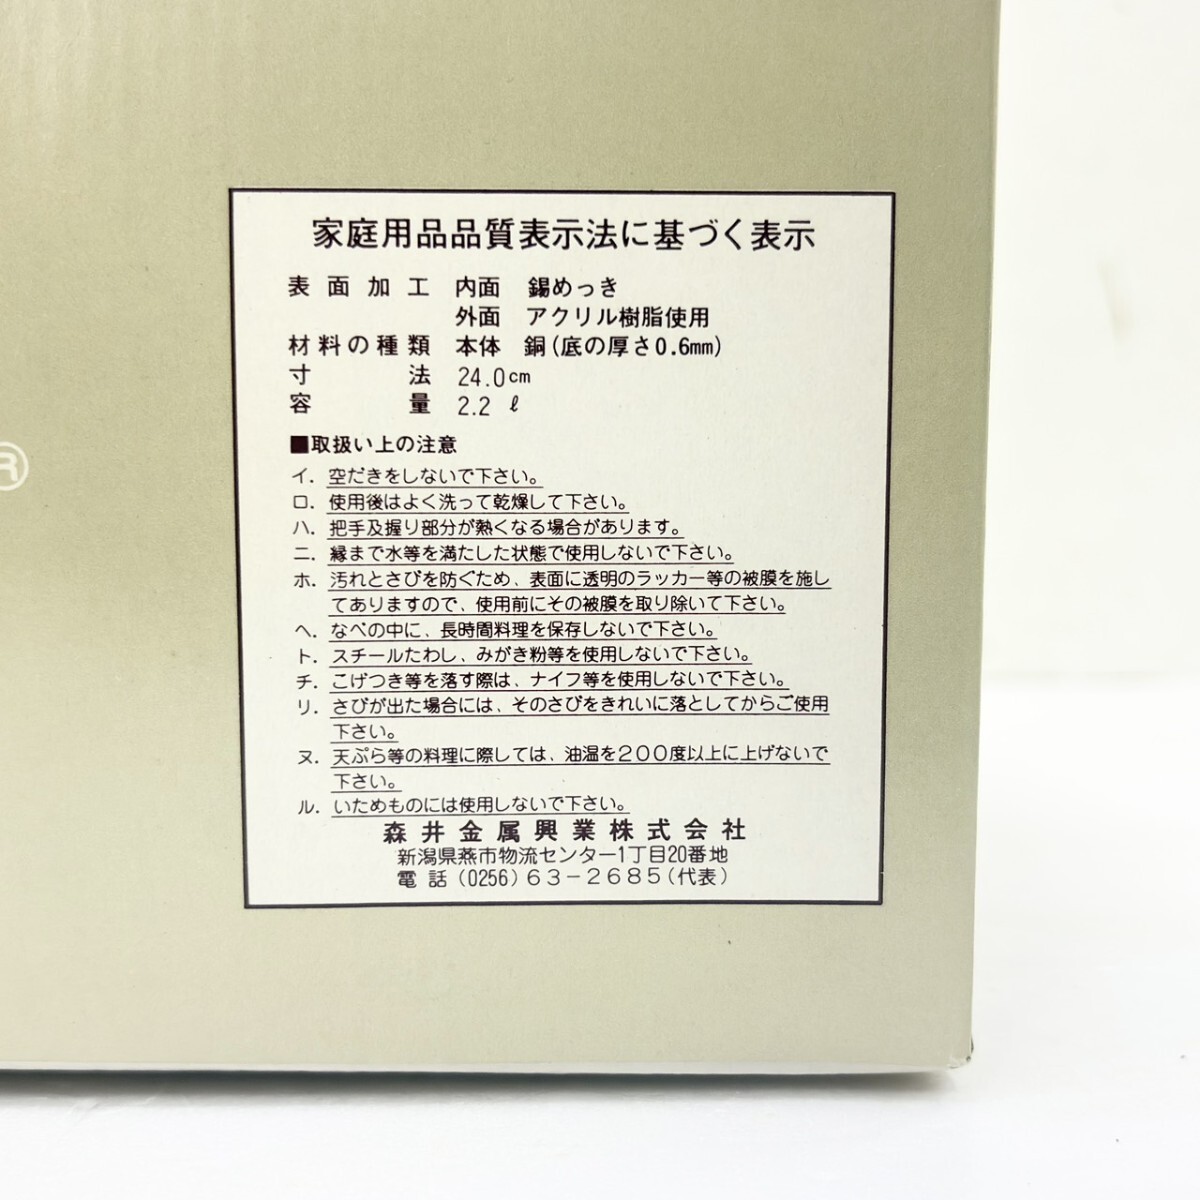 家庭用品品質表示法に基づく表示
表面加工 内面 錫めっき
外面 アクリル樹脂使用
材料の種類 本体 銅(底の厚さ0.6mm)
寸法 24.0cm
容量 2.2ℓ
■取扱い上の注意
イ. 空だきをしないで下さい。
ロ. 使用後はよく洗って乾燥して下さい。
ハ. 把手及握り部分が熱くなる場合があります。
ニ. 縁まで水等を満たした状態で使用しないで下さい。
ホ. 汚れとさびを防ぐため、表面に透明のラッカー等の被膜を施し
てありますので、使用前にその被膜を取り除いて下さい。
ヘ. なべの中に、長時間料理を保存しないで下さい。
ト. スチールたわし、みがき粉等を使用しないで下さい。
チ. こげつき等を落す際は、ナイフ等を使用しないで下さい。
リ. さびが出た場合には、そのさびをきれいに落としてからご使用
下さい。
ヌ. 天ぷら等の料理に際しては、油温を200度以上に上げないで
下さい。
ル. いためものには使用しないで下さい。
森井金属興業株式会社
新潟県燕市物流センター1丁目20番地
電話(0256)63-2685(代表)
®